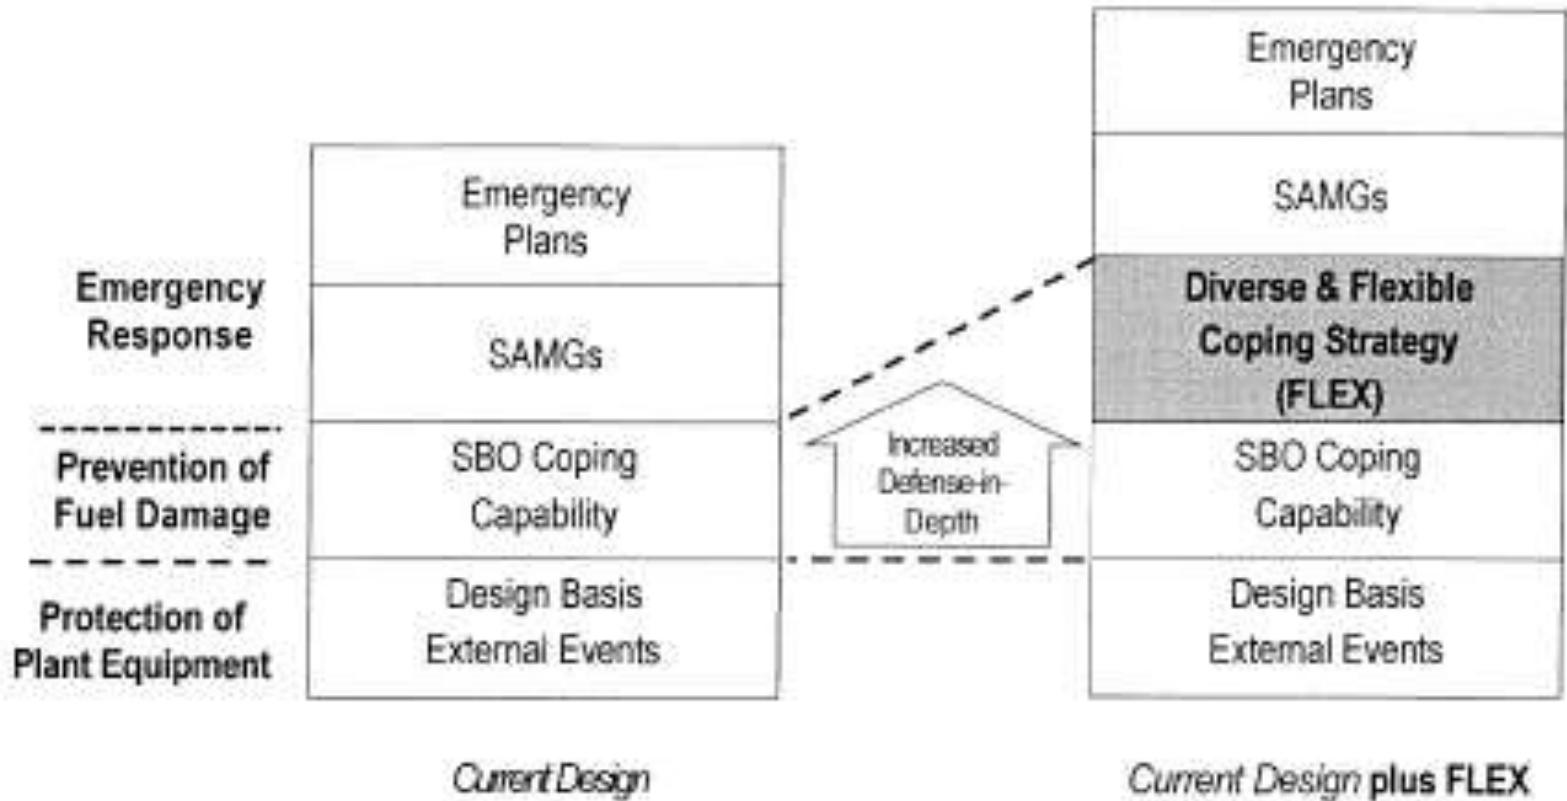 Emergency
Response
Prevention of
Fuel Damage
Protection of
Plant Equipment
Emergency
Plans
SAMGs
SBO Coping
Capability
Design Basis
External Events
Current Design
Increased
Defense-in-
Depth
Emergency
Plans
SAMGs
Diverse & Flexible
Coping Strategy
(FLEX)
SBO Coping
Capability
Design Basis
External Events
Current Design plus FLEX